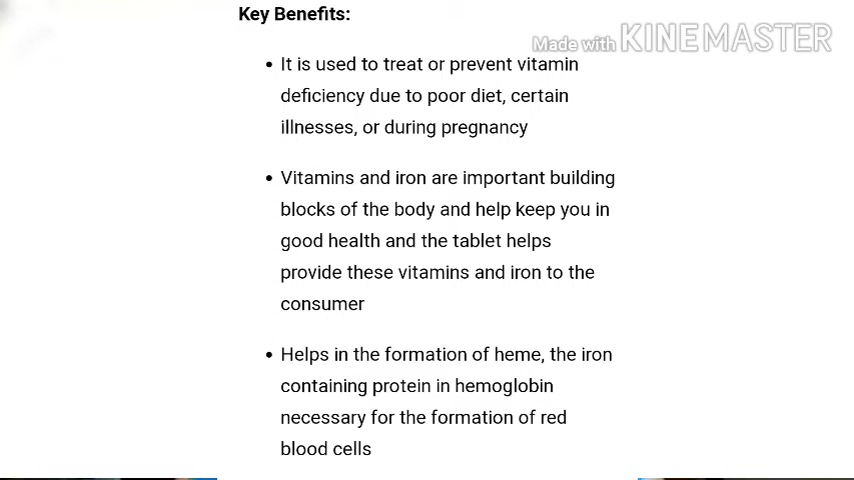 Key Benefits:
Made with KINEMASTER
• It is used to treat or prevent vitamin
deficiency due to poor diet, certain
illnesses, or during pregnancy
• Vitamins and iron are important building
blocks of the body and help keep you in
good health and the tablet helps
provide these vitamins and iron to the
consumer
• Helps in the formation of heme, the iron
containing protein in hemoglobin
necessary for the formation of red
blood cells